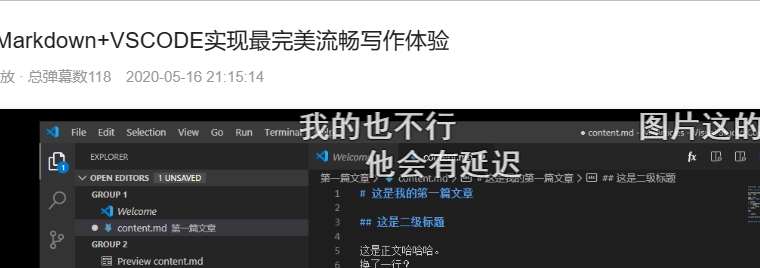 Markdown+VSCODE实现最完美流畅写作体验
放 · 总弹幕数118 2020-05-16 21:15:14
我的也不行
图片这的
File Edit Selection View Go Run Terminal
● content.md -
EXPLORER
Welcome
他会有延迟
OPEN EDITORS 1 UNSAVED
第一篇文章 > content.md > # 这是我的第一篇文章 > ## 这是二级标题
GROUP 1
1 # 这是我的第一篇文章
Welcome
2
● content.md 第一篇文章
3 ## 这是二级标题
GROUP 2
4
Preview content.md
5 这是正文哈哈哈。
6 换了一行?